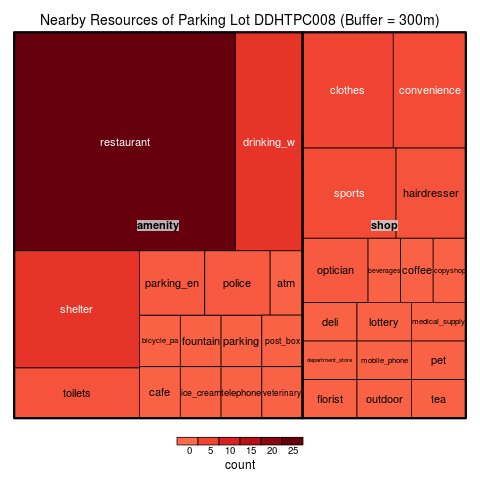 Nearby Resources of Parking Lot DDHTPC008 (Buffer = 300m)
restaurant
drinking_w
clothes
convenience
sports
hairdresser
amenity
shop
shelter
parking_en
police
atm
optician
beverages
coffee
copyshop
bicycle_pa
fountain
parking
post_box
deli
lottery
medical_supply
department_store
mobile_phone
pet
toilets
cafe
ice_cream
telephone
veterinary
florist
outdoor
tea
0 5 10 15 20 25
count